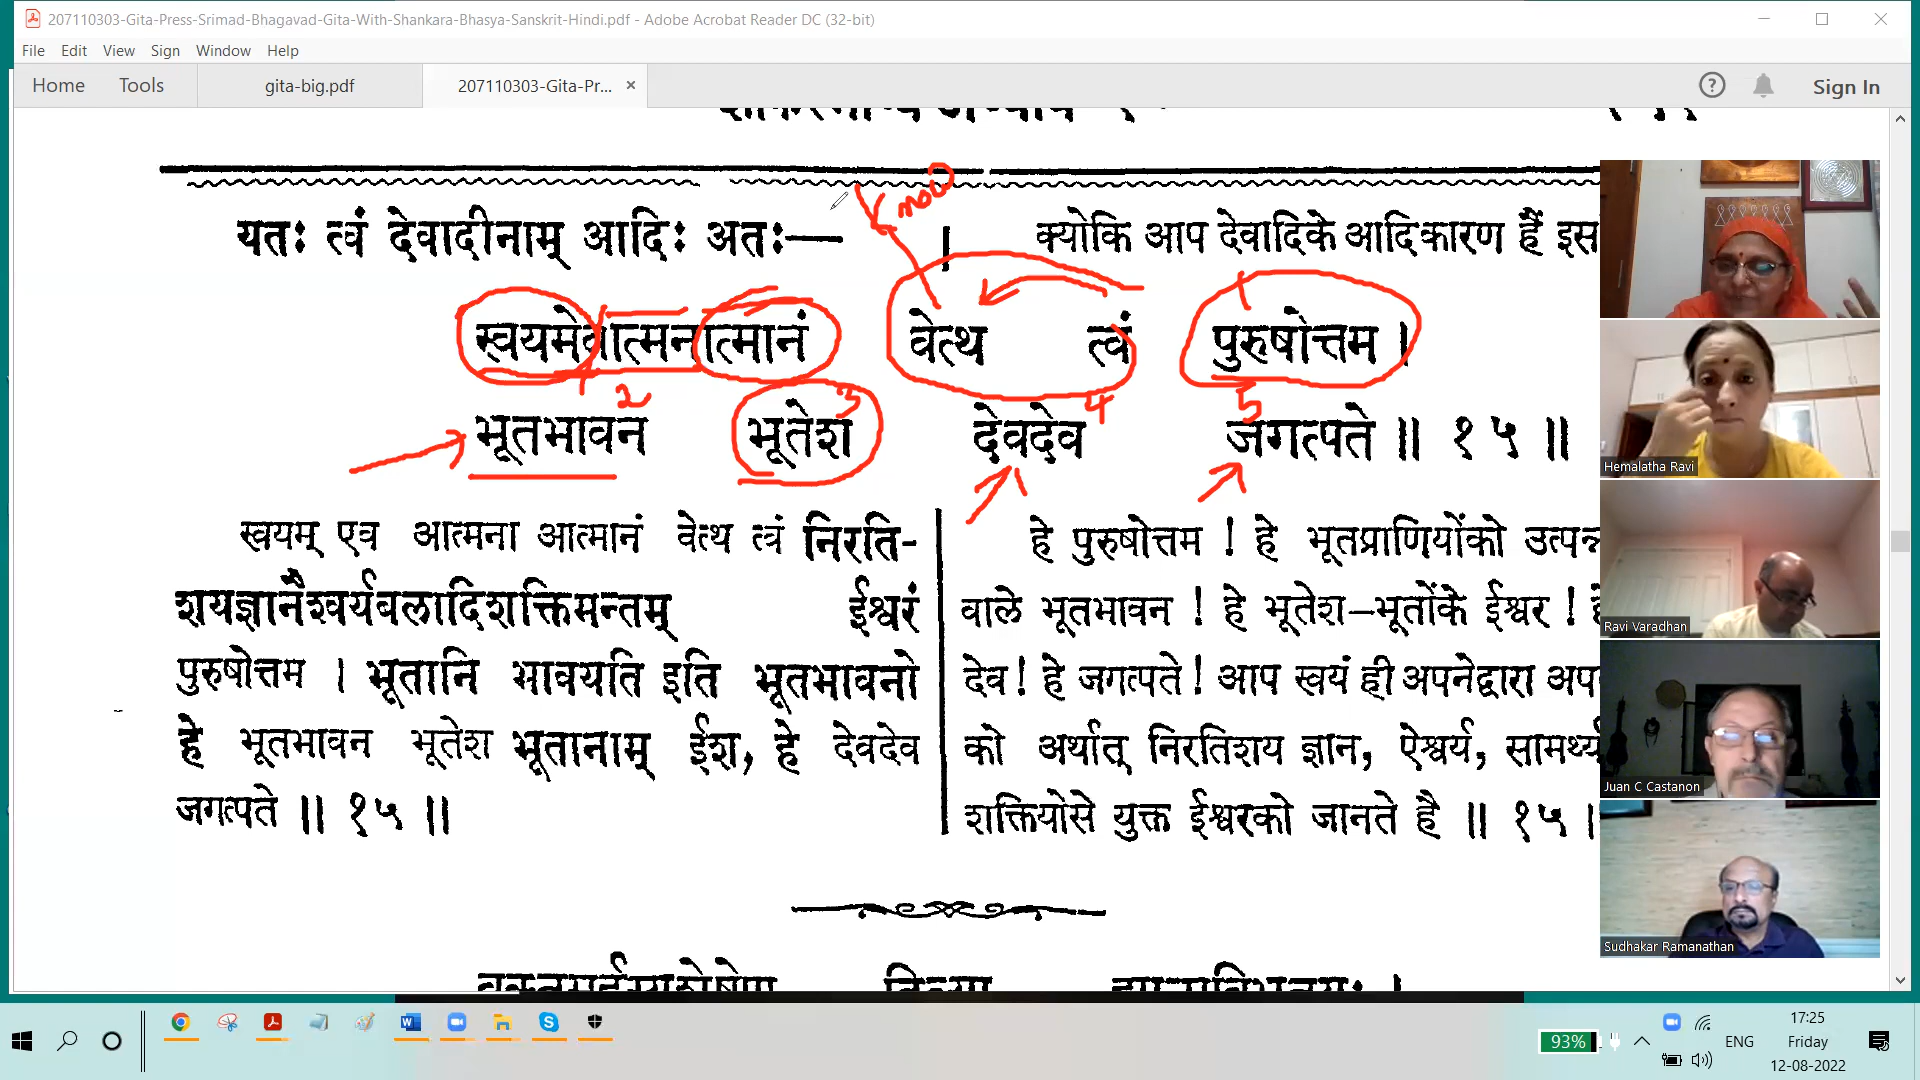 207110303-Gita-Press-Srimad-Bhagavad-Gita-With-Shankara-Bhasya-Sanskrit-Hindi.pdf - Adobe Acrobat Reader DC (32-bit)
File Edit View Sign Window Help
Home Tools gita-big.pdf 207110303-Gita-Pr... × Sign In
यतः त्वं देवादीनाम् आदिः अतः—
क्योकि आप देवादिके आदिकारण हैं
Know
स्वयमेवात्मनात्मानं वेत्थ त्वं पुरुषोत्तम ।
1 2 3 4 5
भूतभावन भूतेश देवदेव जगत्पते ॥ १५ ॥
स्वयम् एव आत्मना आत्मानं वेत्थ त्वं निरति-
शयज्ञानैश्वर्यबलादिशक्तिमन्तम् ईश्वरं
पुरुषोत्तम । भूतानि भावयति इति भूतभावनो
हे भूतभावन भूतेश भूतानाम् ईश, हे देवदेव
जगत्पते ॥ १५ ॥
हे पुरुषोत्तम ! हे भूतप्राणियोंको उत्पन्न
वाले भूतभावन ! हे भूतेश—भूतोंके ईश्वर !
देव! हे जगत्पते ! आप स्वयं ही अपनेद्वारा
को अर्थात् निरतिशय ज्ञान, ऐश्वर्य, सामर्थ्य
शक्तियोसे युक्त ईश्वरको जानते है ॥ १५
Hemalatha Ravi
Ravi Varadhan
Juan C Castanon
Sudhakar Ramanathan
93% ENG
17:25
Friday
12-08-2022